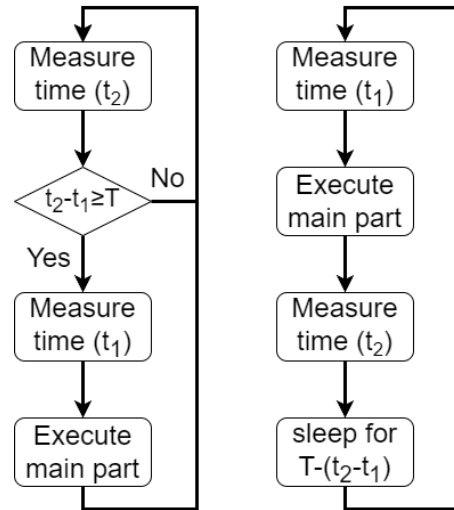 Measure
time (t₂)
t₂-t₁≥T
No
Yes
Measure
time (t₁)
Execute
main part
Measure
time (t₁)
Execute
main part
Measure
time (t₂)
sleep for
T-(t₂-t₁)